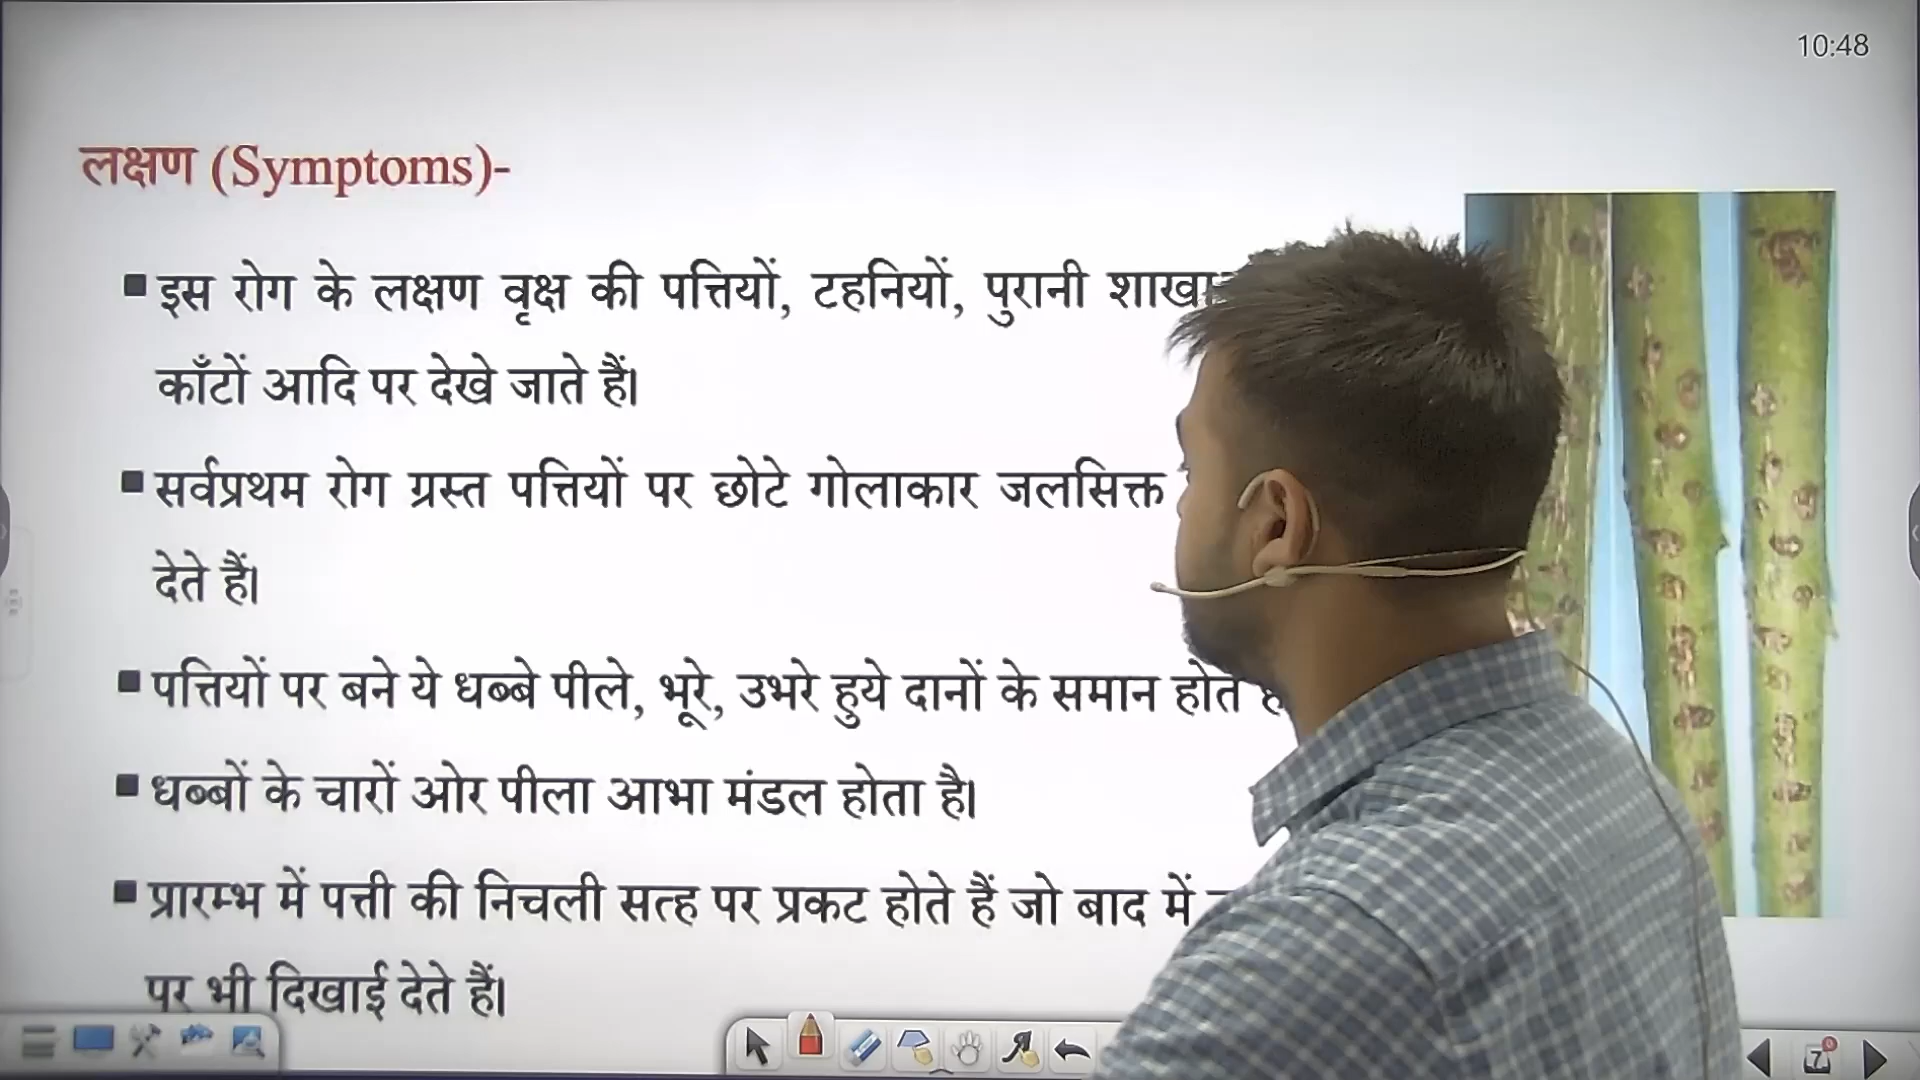 10:48
लक्षण (Symptoms)-
▪ इस रोग के लक्षण वृक्ष की पत्तियों, टहनियों, पुरानी
काँटों आदि पर देखे जाते हैं।
▪ सर्वप्रथम रोग ग्रस्त पत्तियों पर छोटे गोलाकार जलसिक्त
देते हैं।
▪ पत्तियों पर बने ये धब्बे पीले, भूरे, उभरे हुये दानों के समान
▪ धब्बों के चारों ओर पीला आभा मंडल होता है।
▪ प्रारम्भ में पत्ती की निचली सत्ह पर प्रकट होते हैं जो बाद में
पर भी दिखाई देते हैं।
7